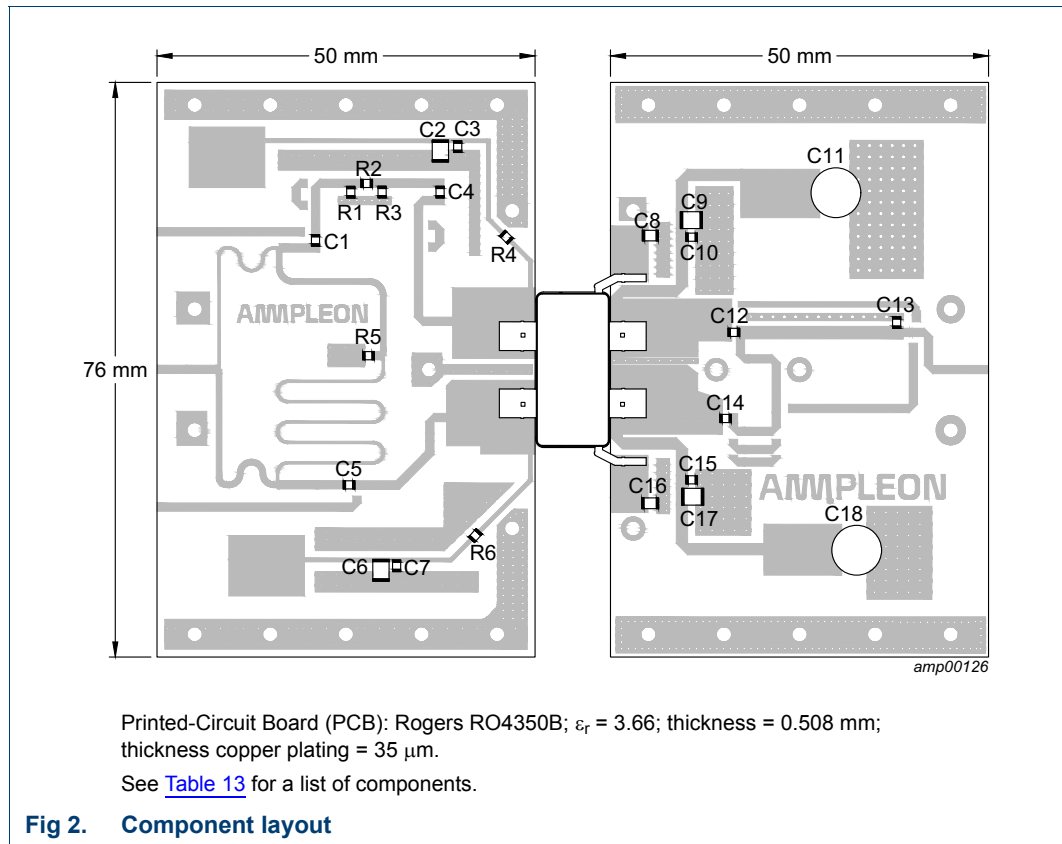 50 mm
50 mm
C2 C3
C11
R2
C4
R1 R3
C9
C8
C1
R4
C10
AMPLEON
C13
C12
R5
76 mm
C14
C5
C15
C16
AMPLEON
C17
C18
R6
C6 C7
amp00126
Printed-Circuit Board (PCB): Rogers RO4350B; εr = 3.66; thickness = 0.508 mm;
thickness copper plating = 35 μm.
See Table 13 for a list of components.
Fig 2. Component layout